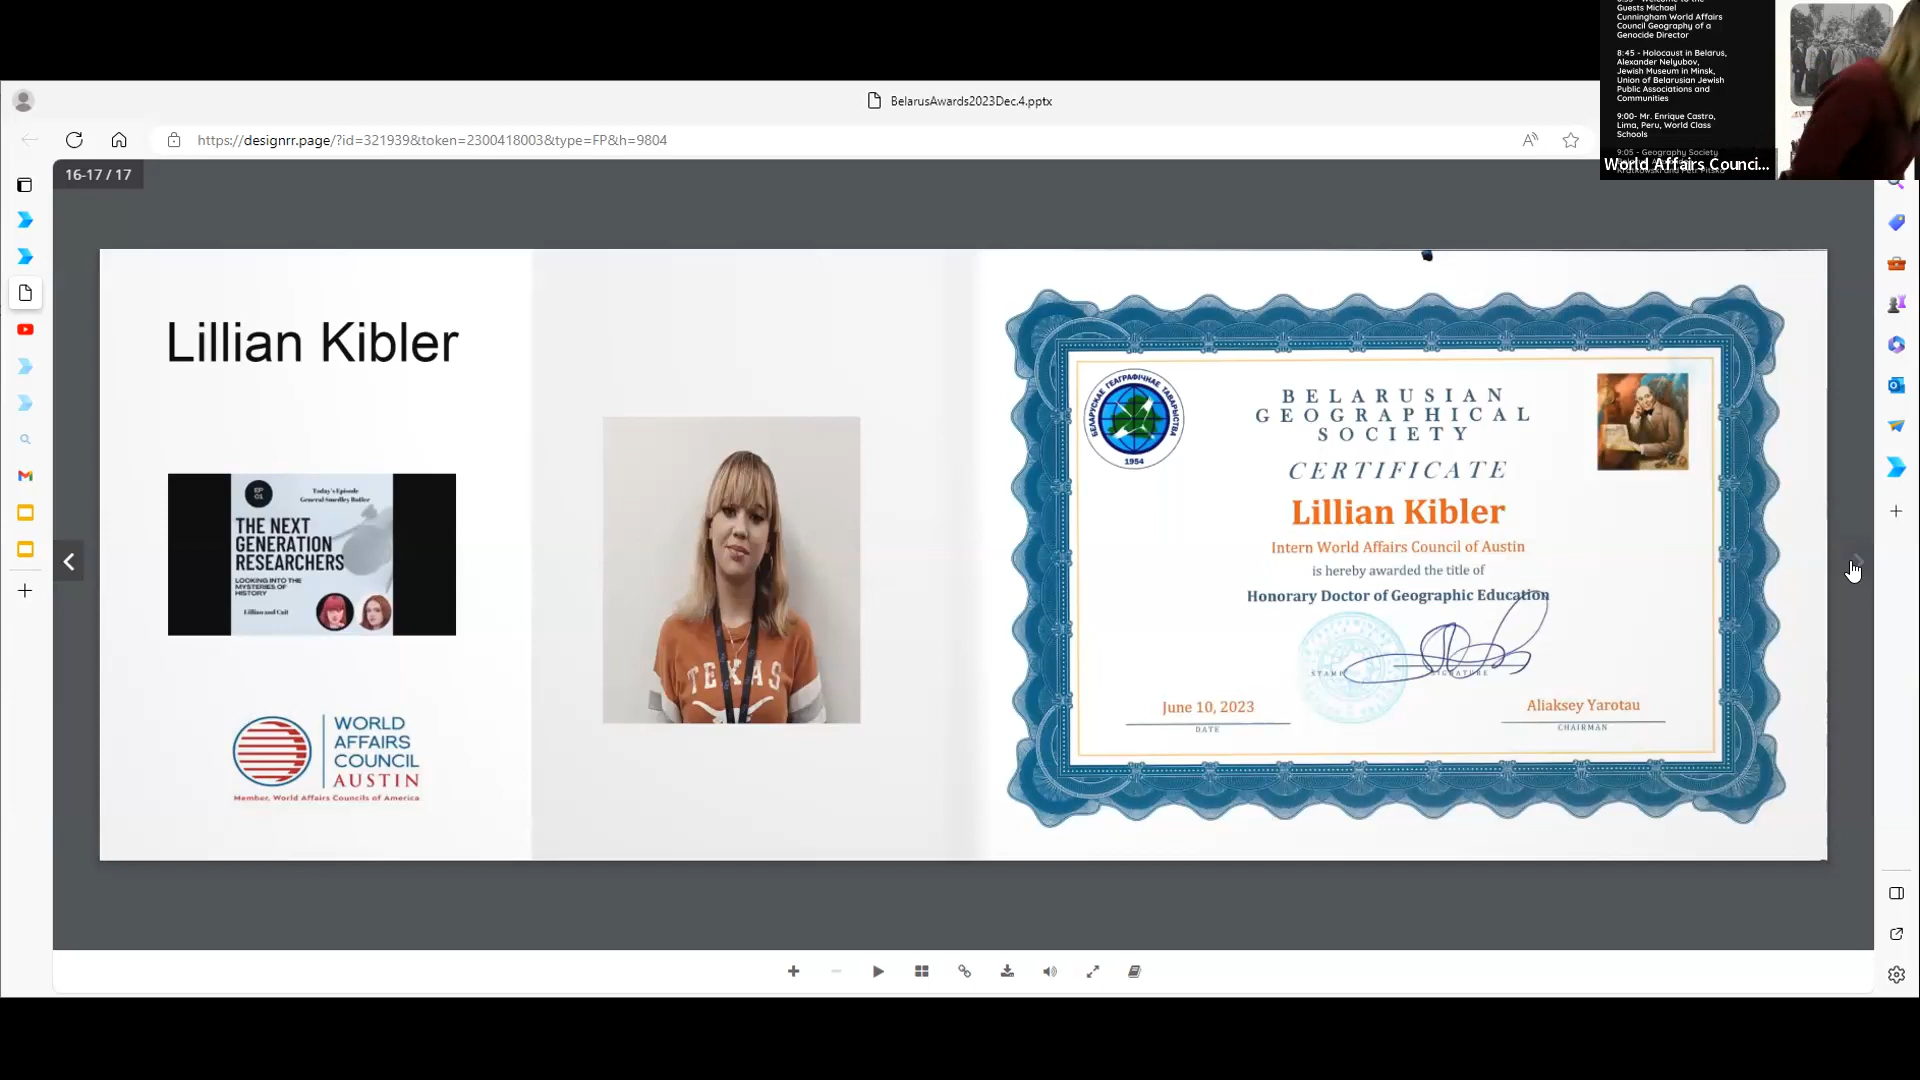 Guests Michael
Cunningham World Affairs
Council Geography of a
Genocide Director
8:45 - Holocaust in Belarus,
Alexander Nelyubov,
Jewish Museum in Minsk,
Union of Belarusian Jewish
Public Associations and
Communities
9:00- Mr. Enrique Castro,
Lima, Peru, World Class
Schools
9:05 - Geography Society
World Affairs Counci...
BelarusAwards2023Dec.4.pptx
https://designrr.page/?id=321939&token=2300418003&type=FP&h=9804
16-17 / 17
Lillian Kibler
EP
01
Today's Episode
General Smedley Butler
THE NEXT
GENERATION
RESEARCHERS
LOOKING INTO THE
MYSTERIES OF
HISTORY
Lillian and Cait
WORLD
AFFAIRS
COUNCIL
AUSTIN
Member, World Affairs Councils of America
TEXAS
БЕЛАРУСКАЕ ГЕАГРАФІЧНАЕ ТАВАРЫСТВА
1954
BELARUSIAN
GEOGRAPHICAL
SOCIETY
CERTIFICATE
Lillian Kibler
Intern World Affairs Council of Austin
is hereby awarded the title of
Honorary Doctor of Geographic Education
STAMP SIGNATURE
June 10, 2023
DATE
Aliaksey Yarotau
CHAIRMAN